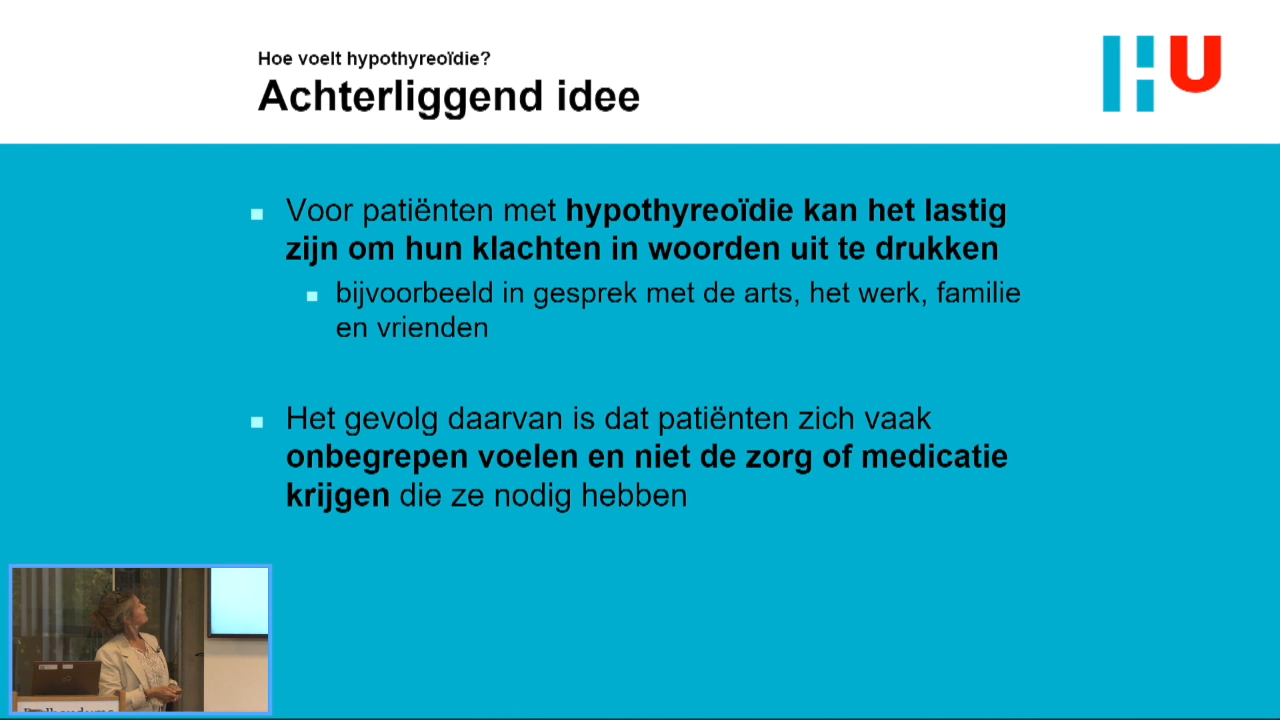 Hoe voelt hypothyreoïdie?
Achterliggend idee
HU
Voor patiënten met hypothyreoïdie kan het lastig
zijn om hun klachten in woorden uit te drukken
bijvoorbeeld in gesprek met de arts, het werk, familie
en vrienden
Het gevolg daarvan is dat patiënten zich vaak
onbegrepen voelen en niet de zorg of medicatie
krijgen die ze nodig hebben